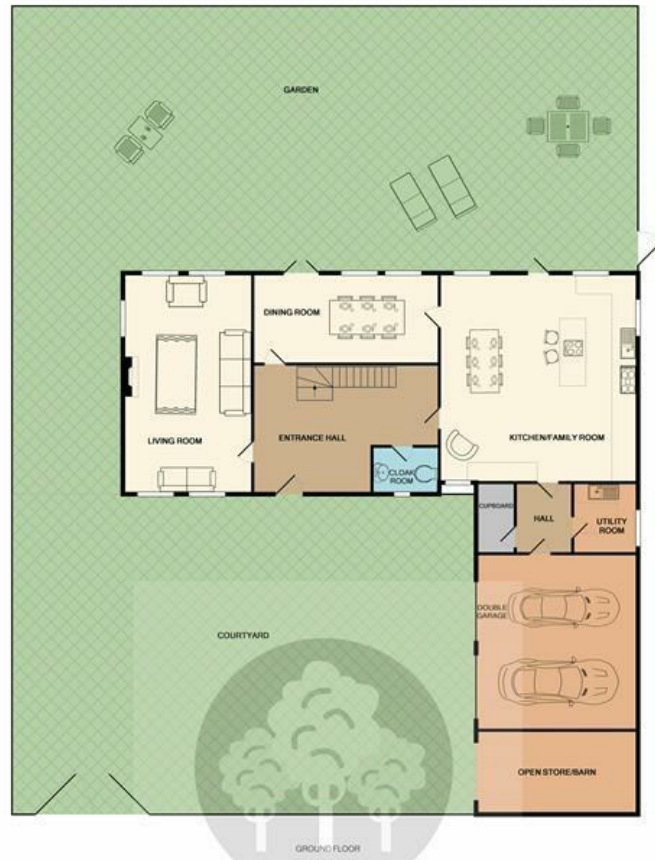 GARDEN
DINING ROOM
LIVING ROOM
ENTRANCE HALL
KITCHEN/FAMILY ROOM
CLOAK
ROOM
CUPBOARD
HALL
UTILITY
ROOM
DOUBLE
GARAGE
COURTYARD
OPEN STORE/BARN
GROUND FLOOR